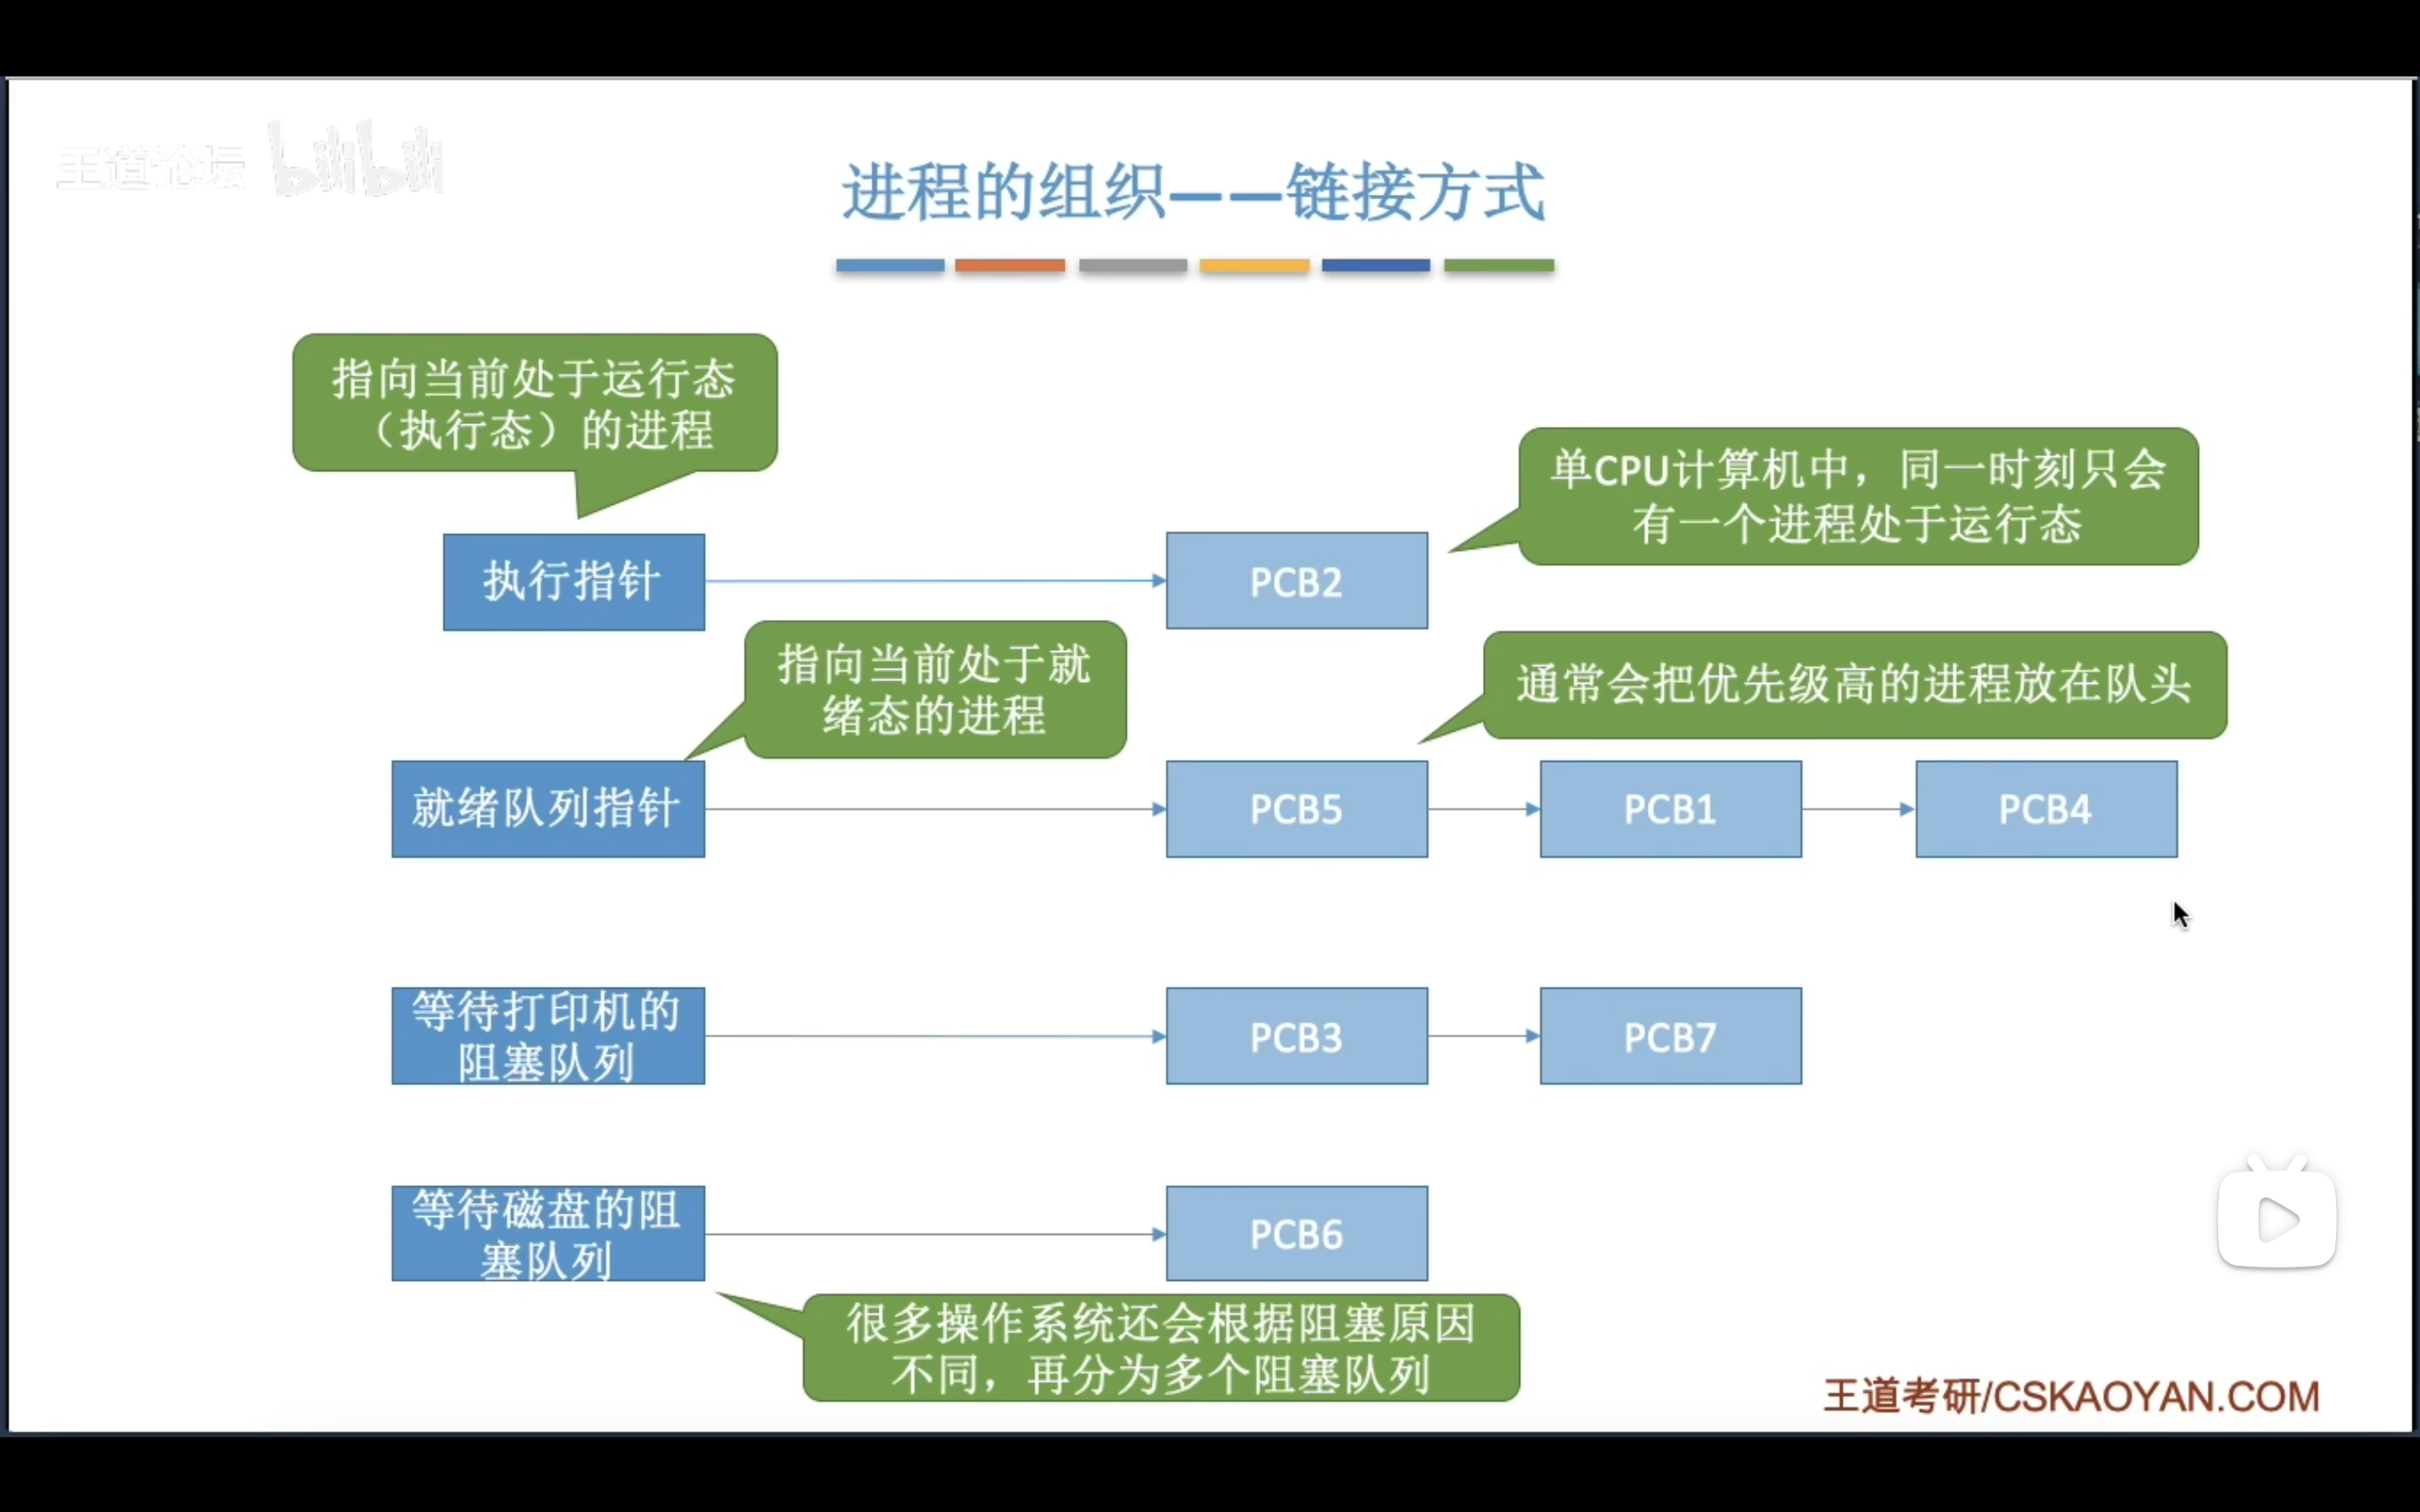 王道论坛 bilibili
进程的组织——链接方式
指向当前处于运行态
（执行态）的进程
单CPU计算机中，同一时刻只会
有一个进程处于运行态
执行指针
PCB2
指向当前处于就
绪态的进程
通常会把优先级高的进程放在队头
就绪队列指针
PCB5
PCB1
PCB4
等待打印机的
阻塞队列
PCB3
PCB7
等待磁盘的阻
塞队列
PCB6
很多操作系统还会根据阻塞原因
不同，再分为多个阻塞队列
王道考研/CSKAOYAN.COM